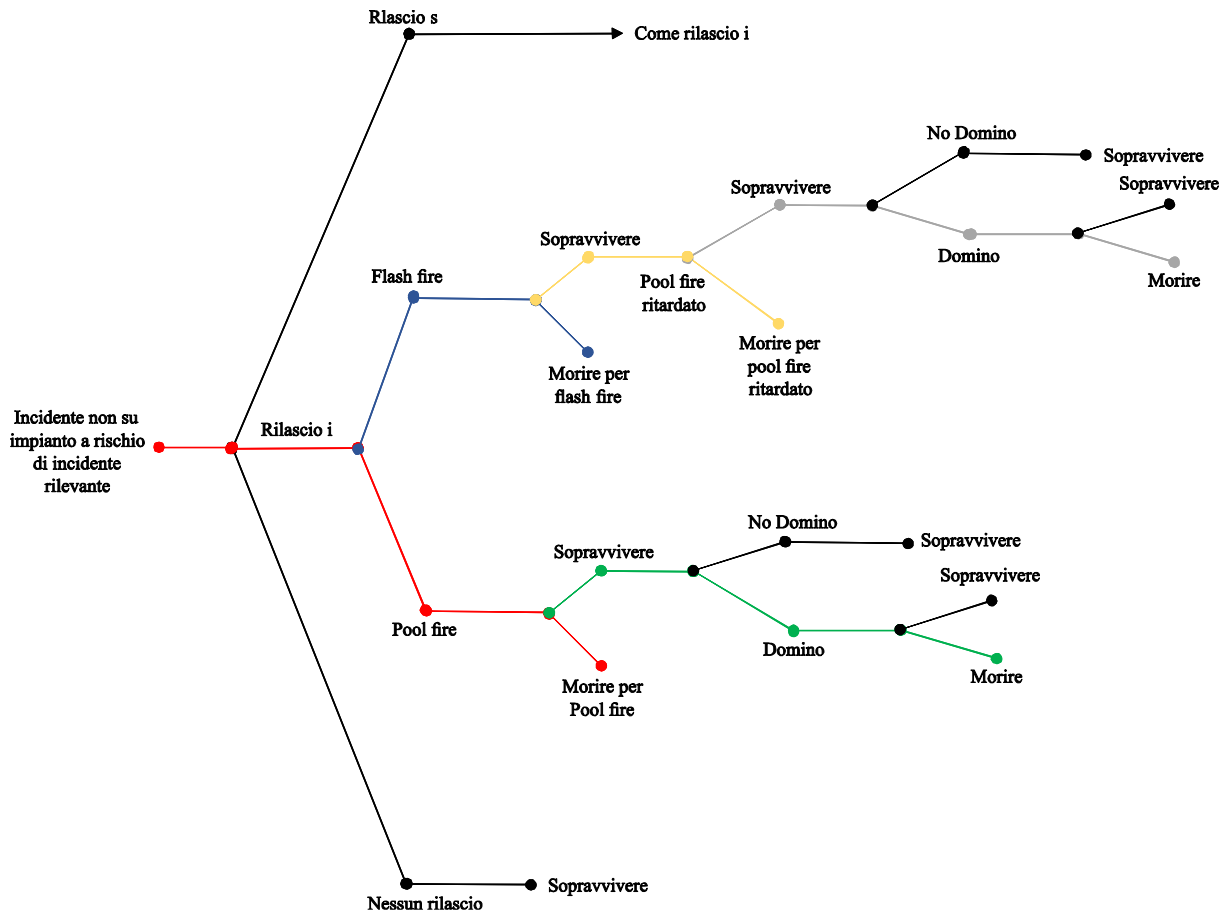 Rlascio s
Come rilascio i
No Domino
Sopravvivere
Sopravvivere
Sopravvivere
Domino
Morire
Sopravvivere
Flash fire
Pool fire
ritardato
Morire per
pool fire
ritardato
Morire per
flash fire
Incidente non su
impianto a rischio
di incidente
rilevante
Rilascio i
No Domino
Sopravvivere
Sopravvivere
Sopravvivere
Pool fire
Domino
Morire
Morire per
Pool fire
Sopravvivere
Nessun rilascio